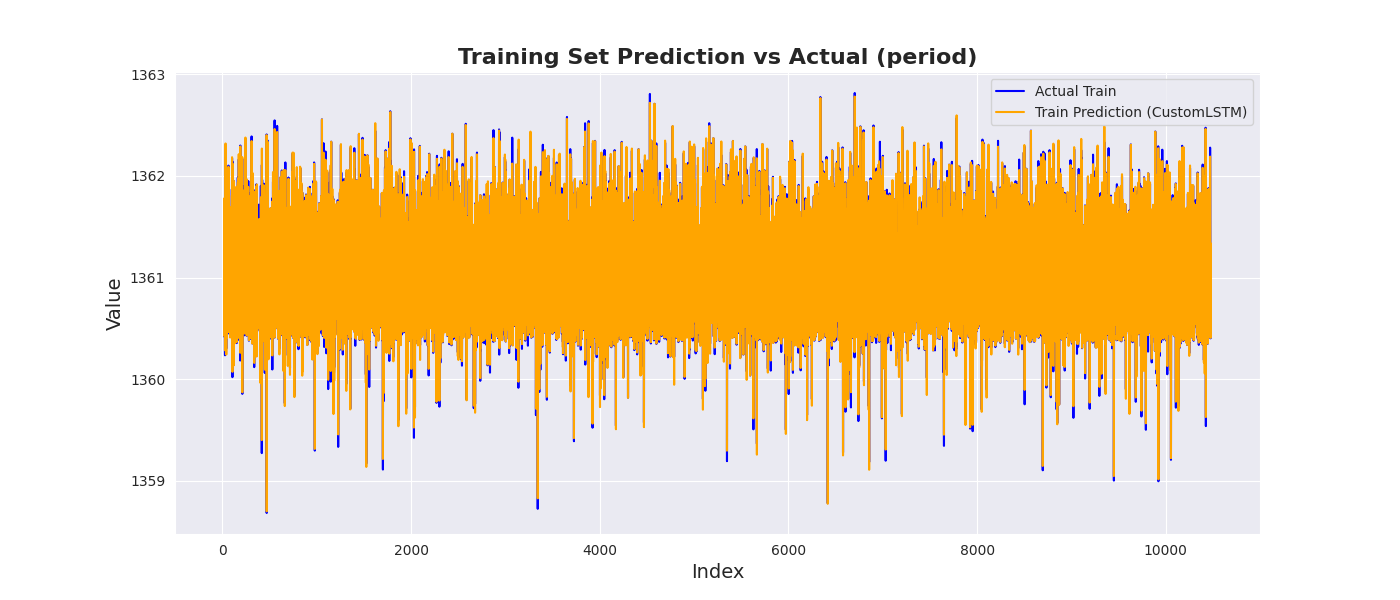 Training Set Prediction vs Actual (period)
Actual Train
Train Prediction (CustomLSTM)
Value
1363
1362
1361
1360
1359
0 2000 4000 6000 8000 10000
Index